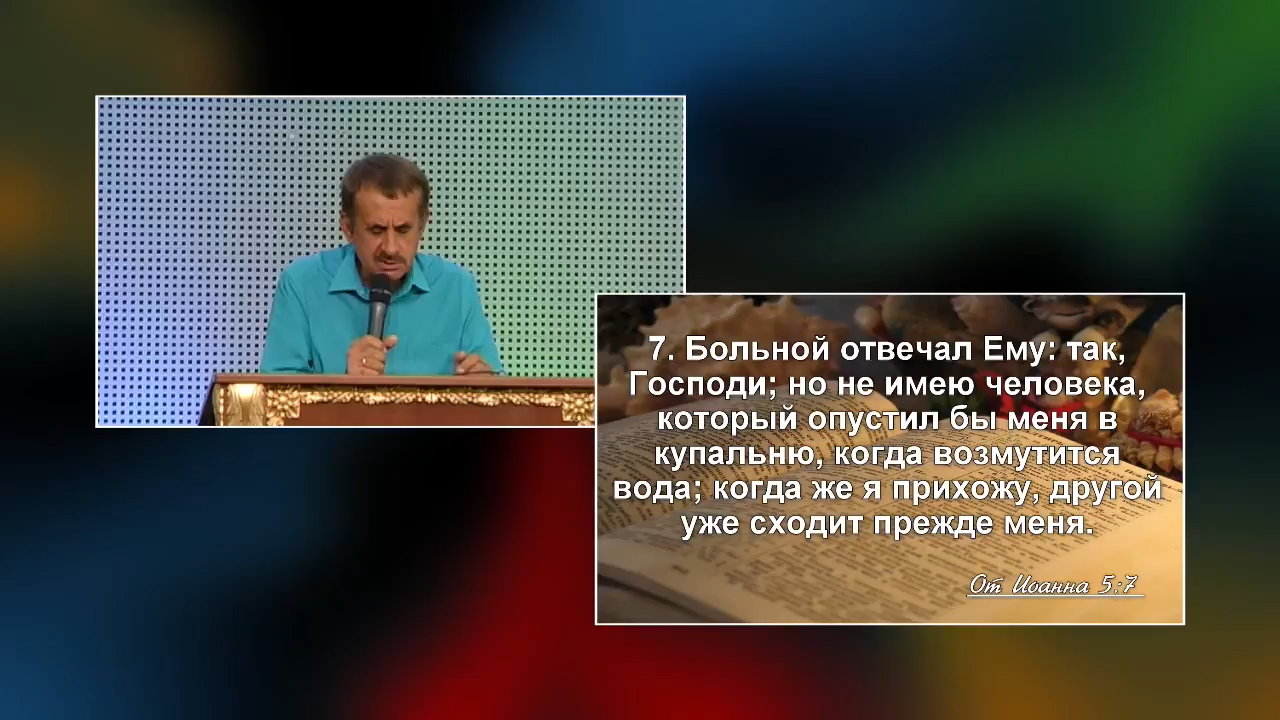 7. Больной отвечал Ему: так,
Господи; но не имею человека,
который опустил бы меня в
купальню, когда возмутится
вода; когда же я прихожу, другой
уже сходит прежде меня.
От Иоанна 5:7